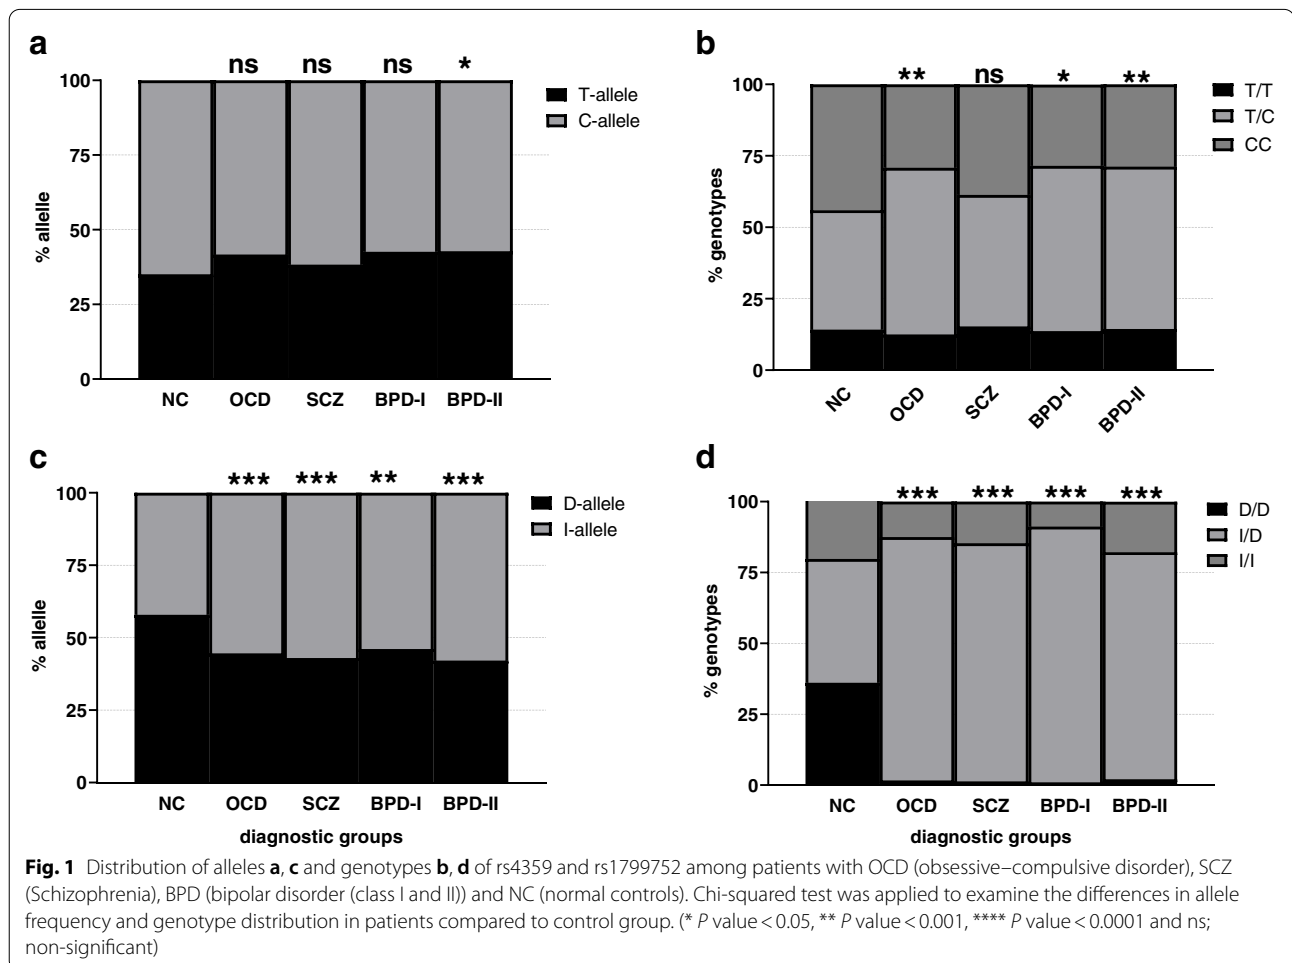 a
ns ns ns *
100
75
50
25
0
% allelle
NC OCD SCZ BPD-I BPD-II
T-allele
C-allele
b
** ns * **
100
75
50
25
0
% genotypes
NC OCD SCZ BPD-I BPD-II
T/T
T/C
CC
c
*** *** ** ***
100
75
50
25
0
% allele
NC OCD SCZ BPD-I BPD-II
diagnostic groups
D-allele
I-allele
d
*** *** *** ***
100
75
50
25
0
% genotypes
NC OCD SCZ BPD-I BPD-II
diagnostic groups
D/D
I/D
I/I
Fig. 1 Distribution of alleles a, c and genotypes b, d of rs4359 and rs1799752 among patients with OCD (obsessive–compulsive disorder), SCZ
(Schizophrenia), BPD (bipolar disorder (class I and II)) and NC (normal controls). Chi-squared test was applied to examine the differences in allele
frequency and genotype distribution in patients compared to control group. (* P value < 0.05, ** P value < 0.001, **** P value < 0.0001 and ns;
non-significant)